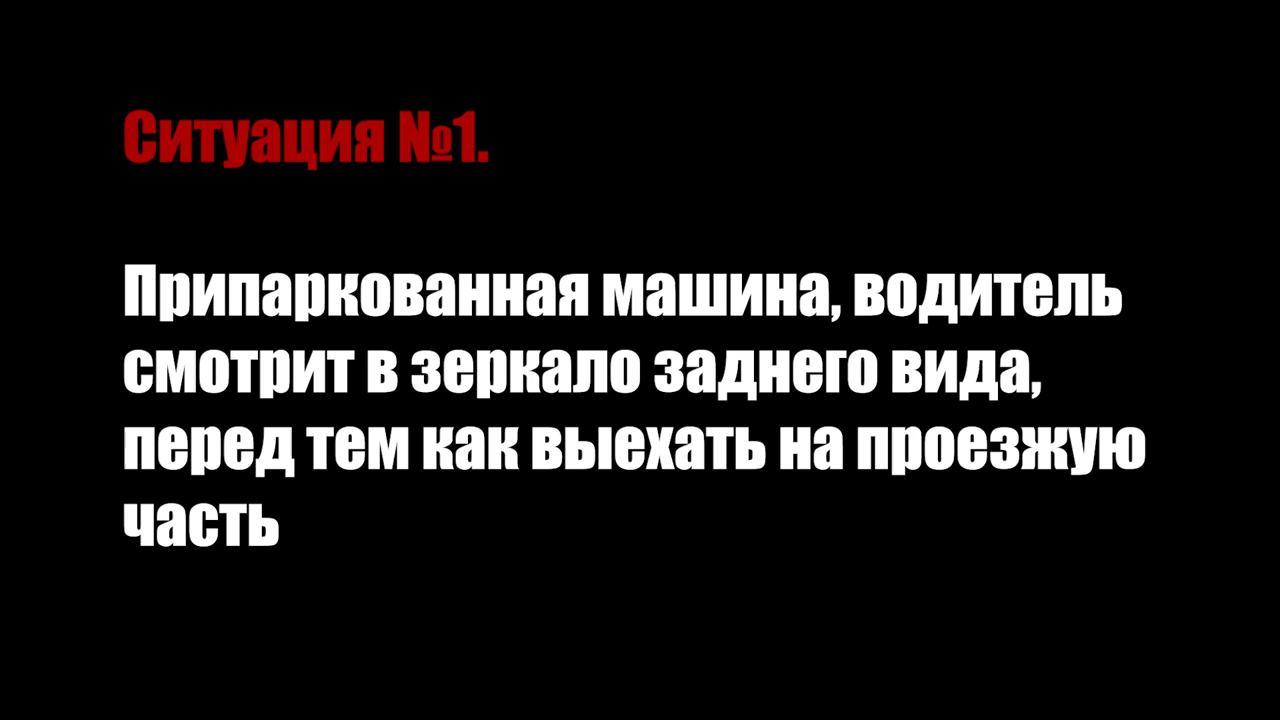 Ситуация №1.
Припаркованная машина, водитель
смотрит в зеркало заднего вида,
перед тем как выехать на проезжую
часть